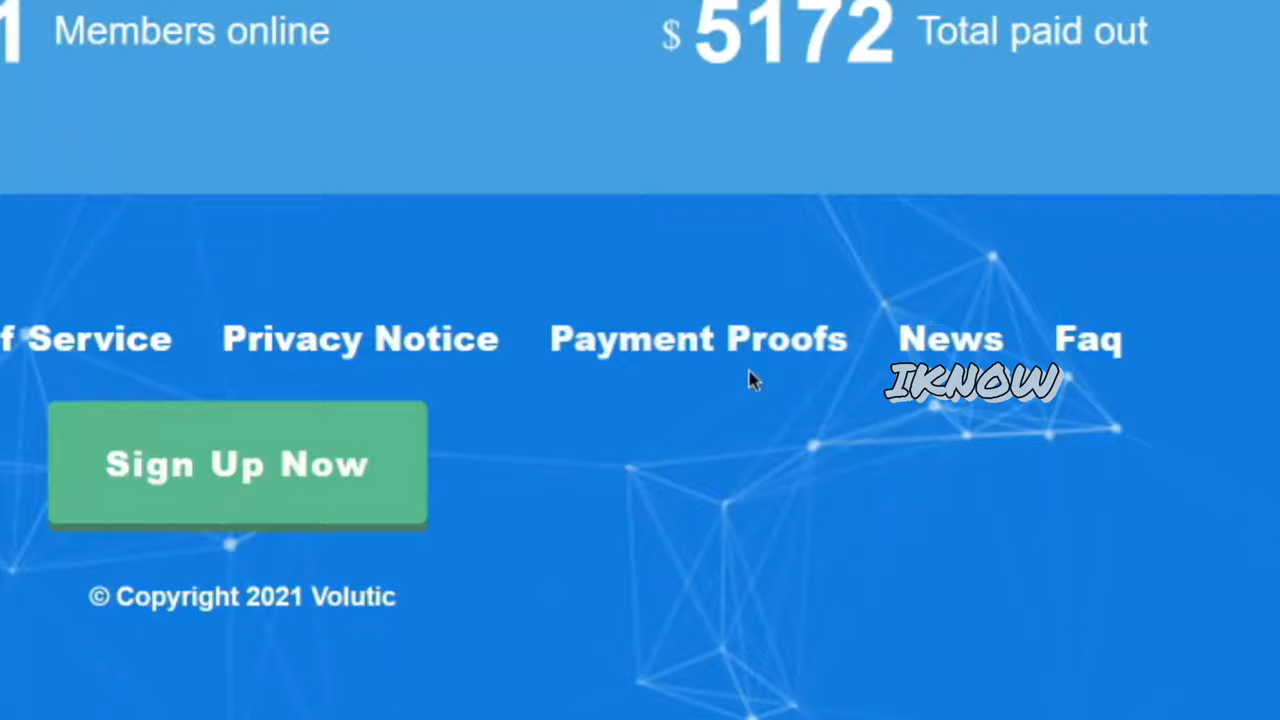 1 Members online $ 5172 Total paid out
f Service Privacy Notice Payment Proofs News Faq
IKNOW
Sign Up Now
© Copyright 2021 Volutic